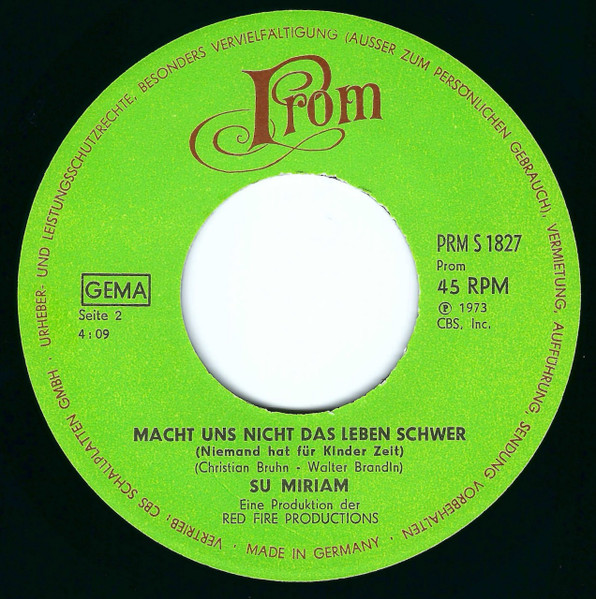 Prom
GEMA
Seite 2
4:09
PRM S 1827
Prom
45 RPM
℗ 1973
CBS, Inc.
MACHT UNS NICHT DAS LEBEN SCHWER
(Niemand hat für Kinder Zeit)
(Christian Bruhn - Walter Brandln)
SU MIRIAM
Eine Produktion der
RED FIRE PRODUCTIONS
· URHEBER- UND LEISTUNGSSCHUTZRECHTE, BESONDERS VERVIELFÄLTIGUNG (AUSSER ZUM PERSÖNLICHEN GEBRAUCH), VERMIETUNG, AUFFÜHRUNG, SENDUNG VORBEHALTEN · MADE IN GERMANY · VERTRIEB: CBS SCHALLPLATTEN GMBH